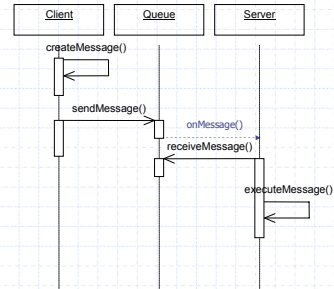 Client
Queue
Server
createMessage()
sendMessage()
onMessage()
receiveMessage()
executeMessage()